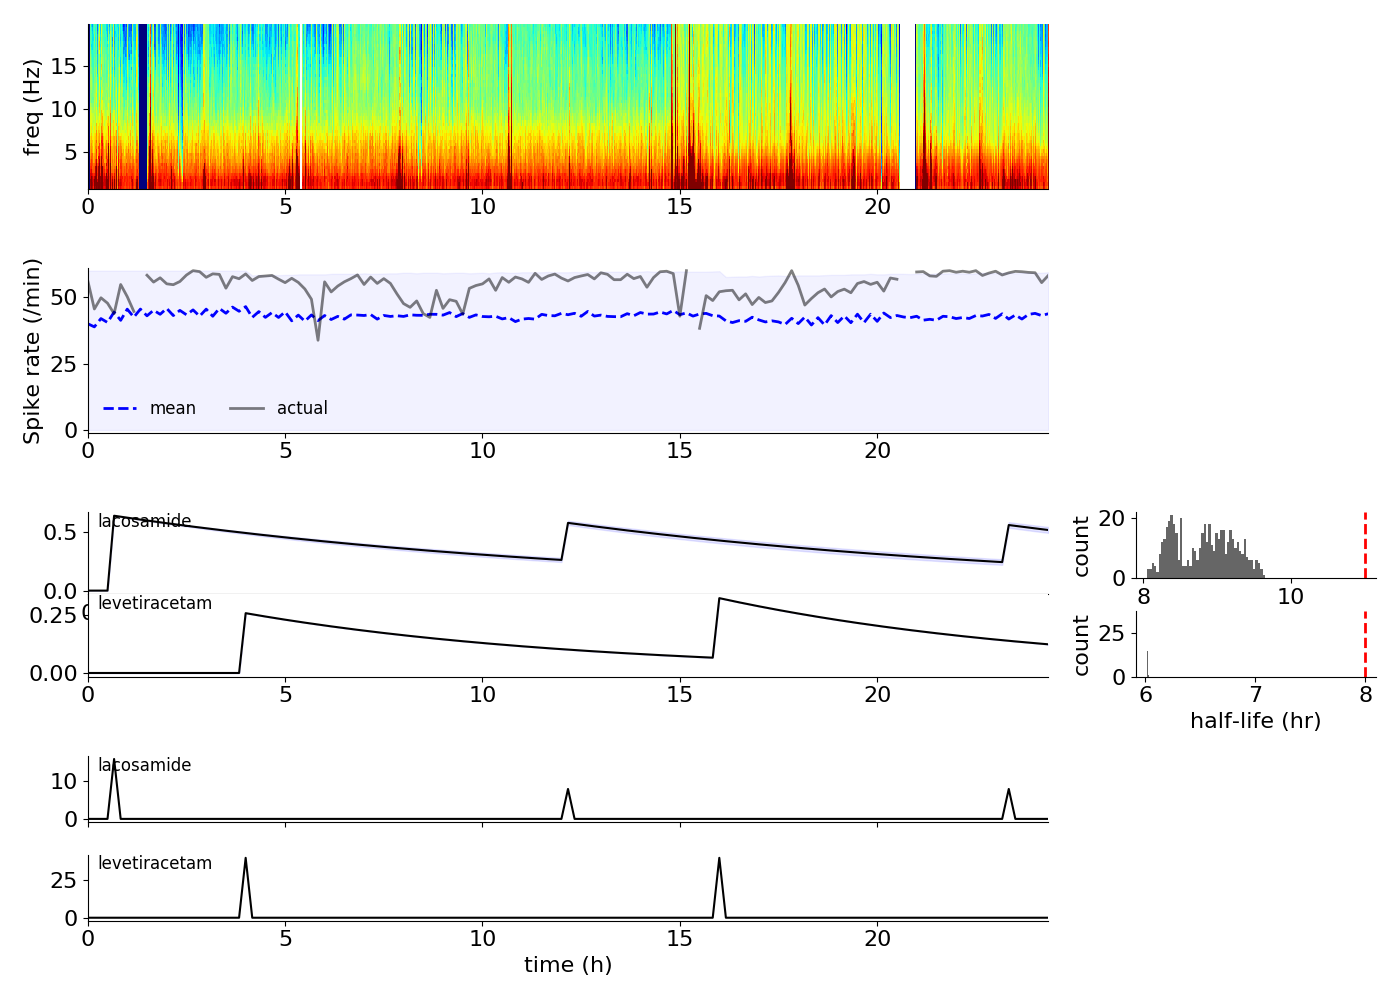 freq (Hz)
15
10
5
0 5 10 15 20
Spike rate (/min)
50
25
0
mean actual
0 5 10 15 20
lacosamide
0.5
0.0
count
20
0
8 10
levetiracetam
0.25
0.00
0 5 10 15 20
count
25
0
6 7 8
half-life (hr)
lacosamide
10
0
levetiracetam
25
0
0 5 10 15 20
time (h)